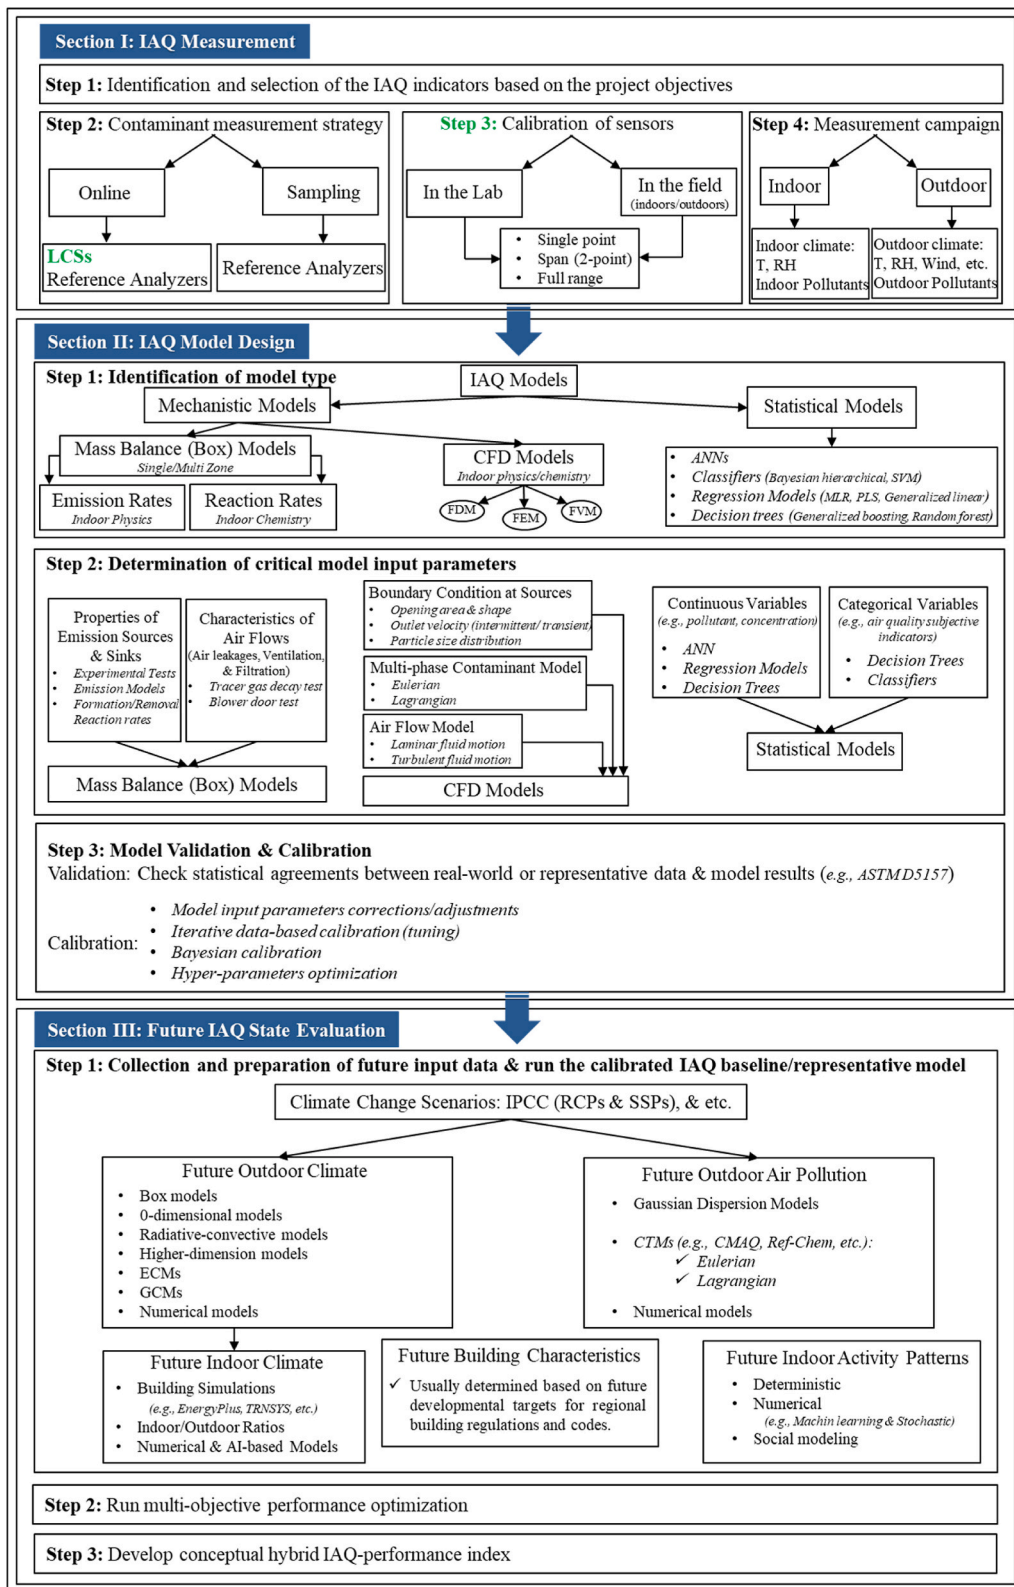 Section I: IAQ Measurement
Step 1: Identification and selection of the IAQ indicators based on the project objectives
Step 2: Contaminant measurement strategy
Online
Sampling
LCSs
Reference Analyzers
Reference Analyzers
Step 3: Calibration of sensors
In the Lab
In the field
(indoors/outdoors)
• Single point
• Span (2-point)
• Full range
Step 4: Measurement campaign
Indoor
Outdoor
Indoor climate:
T, RH
Indoor Pollutants
Outdoor climate:
T, RH, Wind, etc.
Outdoor Pollutants
Section II: IAQ Model Design
Step 1: Identification of model type
IAQ Models
Mechanistic Models
Statistical Models
Mass Balance (Box) Models
Single/Multi Zone
Emission Rates
Indoor Physics
Reaction Rates
Indoor Chemistry
CFD Models
Indoor physics/chemistry
FDM
FEM
FVM
• ANNs
• Classifiers (Bayesian hierarchical, SVM)
• Regression Models (MLR, PLS, Generalized linear)
• Decision trees (Generalized boosting, Random forest)
Step 2: Determination of critical model input parameters
Properties of
Emission Sources
& Sinks
• Experimental Tests
• Emission Models
• Formation/Removal
Reaction rates
Characteristics of
Air Flows
(Air leakages, Ventilation,
& Filtration)
• Tracer gas decay test
• Blower door test
Mass Balance (Box) Models
Boundary Condition at Sources
• Opening area & shape
• Outlet velocity (intermittent/ transient)
• Particle size distribution
Multi-phase Contaminant Model
• Eulerian
• Lagrangian
Air Flow Model
• Laminar fluid motion
• Turbulent fluid motion
CFD Models
Continuous Variables
(e.g., pollutant, concentration)
• ANN
• Regression Models
• Decision Trees
Categorical Variables
(e.g., air quality subjective
indicators)
• Decision Trees
• Classifiers
Statistical Models
Step 3: Model Validation & Calibration
Validation: Check statistical agreements between real-world or representative data & model results (e.g., ASTM D5157)
Calibration:
• Model input parameters corrections/adjustments
• Iterative data-based calibration (tuning)
• Bayesian calibration
• Hyper-parameters optimization
Section III: Future IAQ State Evaluation
Step 1: Collection and preparation of future input data & run the calibrated IAQ baseline/representative model
Climate Change Scenarios: IPCC (RCPs & SSPs), & etc.
Future Outdoor Climate
• Box models
• 0-dimensional models
• Radiative-convective models
• Higher-dimension models
• ECMs
• GCMs
• Numerical models
Future Outdoor Air Pollution
• Gaussian Dispersion Models
• CTMs (e.g., CMAQ, Ref-Chem, etc.):
✓ Eulerian
✓ Lagrangian
• Numerical models
Future Indoor Climate
• Building Simulations
(e.g., EnergyPlus, TRNSYS, etc.)
• Indoor/Outdoor Ratios
• Numerical & AI-based Models
Future Building Characteristics
✓ Usually determined based on future
developmental targets for regional
building regulations and codes.
Future Indoor Activity Patterns
• Deterministic
• Numerical
(e.g., Machin learning & Stochastic)
• Social modeling
Step 2: Run multi-objective performance optimization
Step 3: Develop conceptual hybrid IAQ-performance index